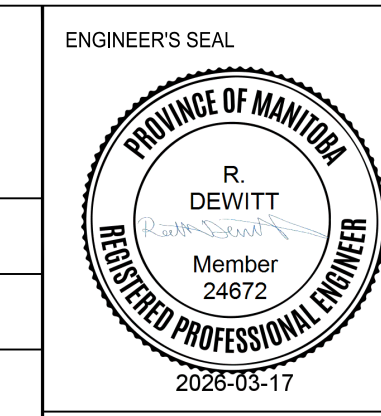 ENGINEER'S SEAL
PROVINCE OF MANITOBA
R.
DEWITT
Member
24672
REGISTERED PROFESSIONAL ENGINEER
2026-03-17